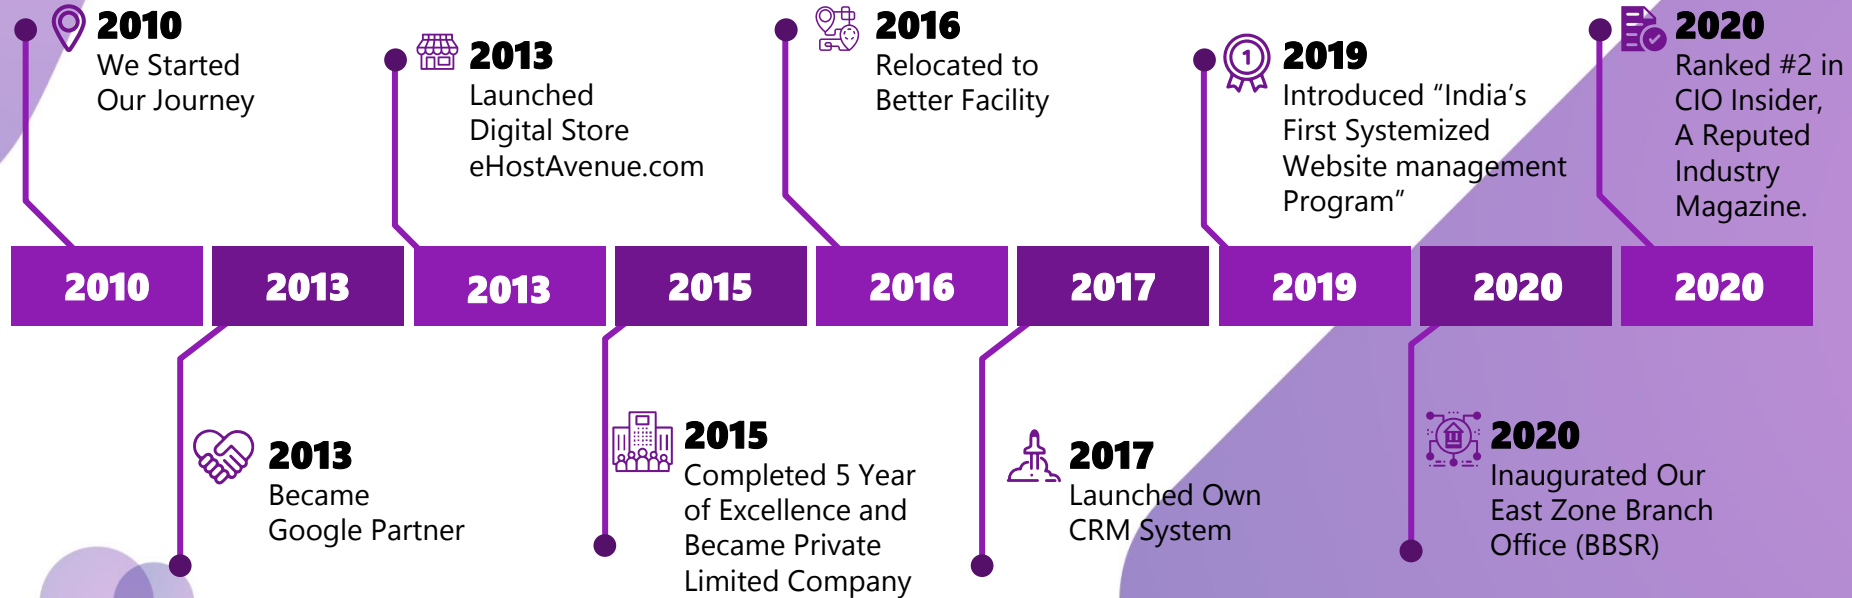 2010
We Started
Our Journey
2013
Launched
Digital Store
eHostAvenue.com
2016
Relocated to
Better Facility
2019
Introduced “India’s
First Systemized
Website management
Program”
2020
Ranked #2 in
CIO Insider,
A Reputed
Industry
Magazine.
2010
2013
2013
2015
2016
2017
2019
2020
2020
2013
Became
Google Partner
2015
Completed 5 Year
of Excellence and
Became Private
Limited Company
2017
Launched Own
CRM System
2020
Inaugurated Our
East Zone Branch
Office (BBSR)